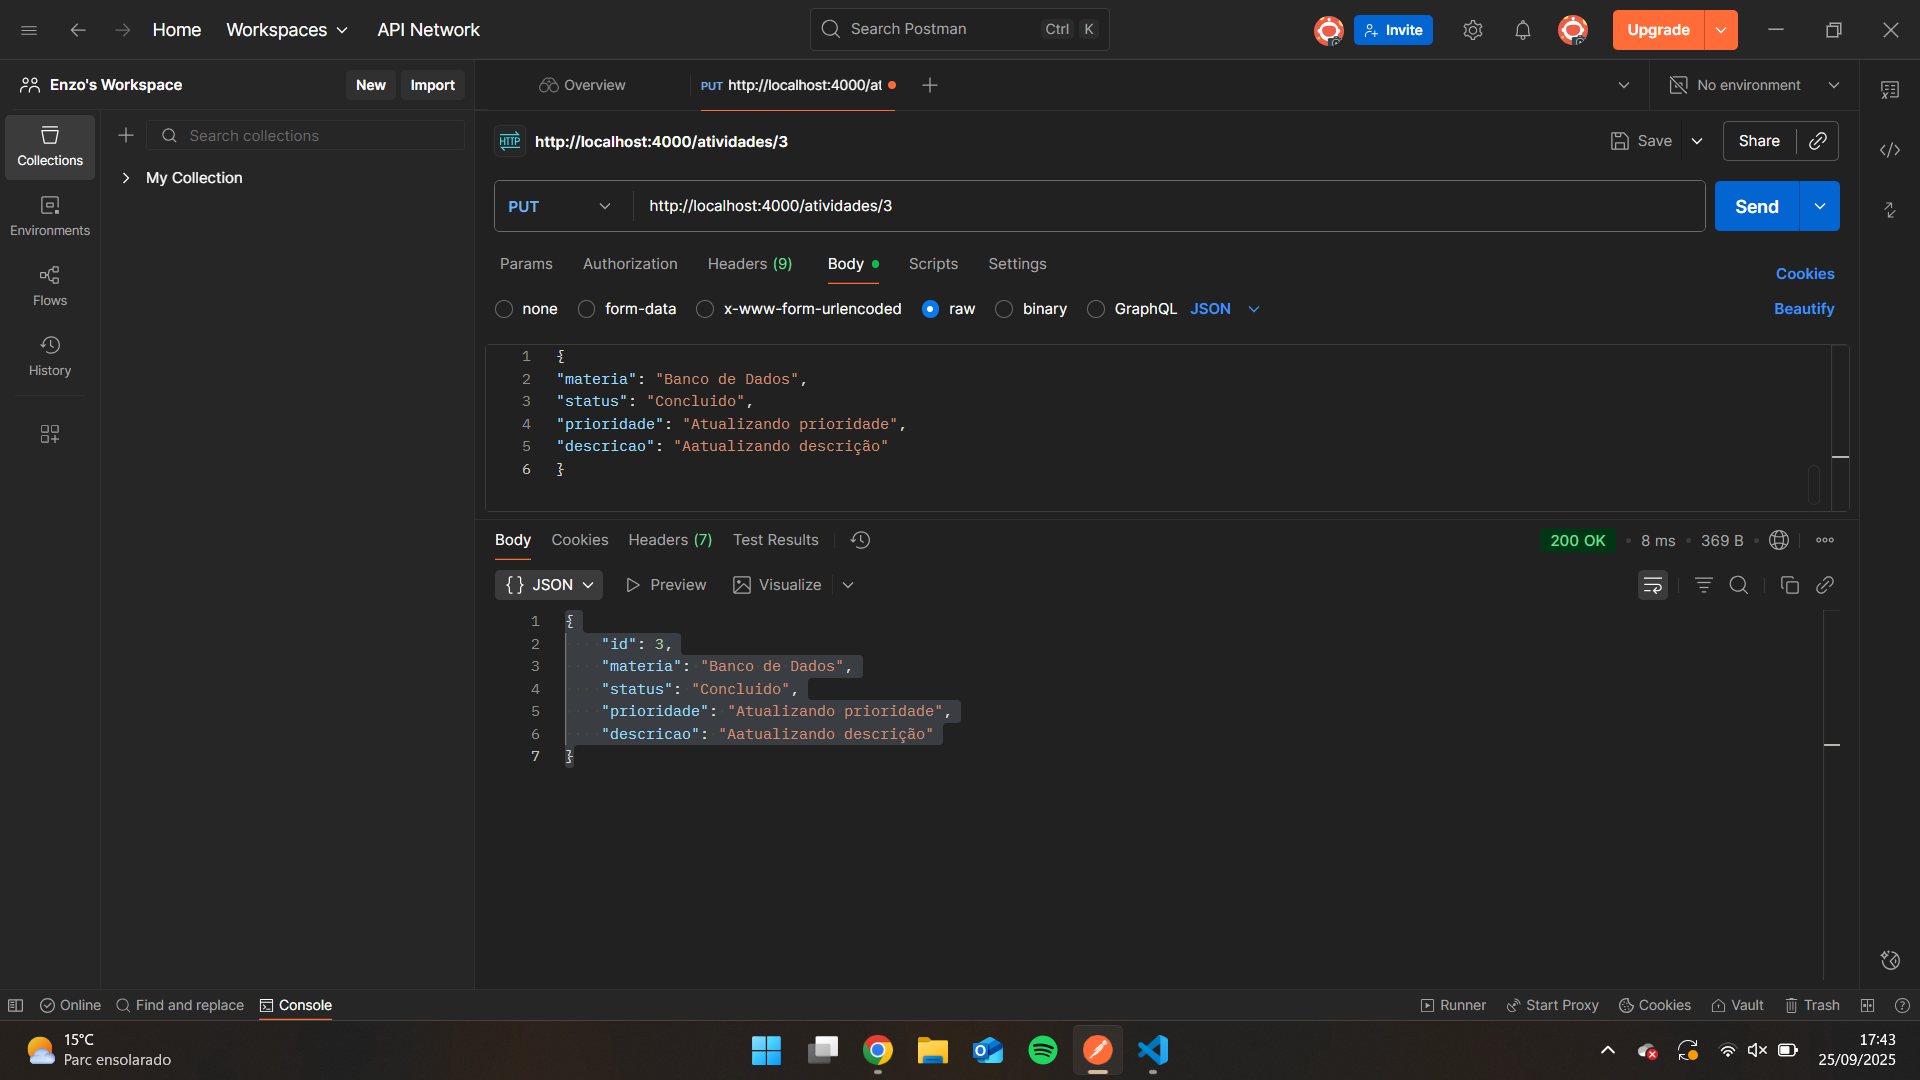 Home
Workspaces
API Network
Search Postman
Ctrl K
Invite
Upgrade
Enzo's Workspace
New
Import
Overview
PUT http://localhost:4000/at
No environment
Collections
Search collections
My Collection
Environments
Flows
History
HTTP http://localhost:4000/atividades/3
Save
Share
PUT
http://localhost:4000/atividades/3
Send
Params
Authorization
Headers (9)
Body
Scripts
Settings
Cookies
none
form-data
x-www-form-urlencoded
raw
binary
GraphQL
JSON
Beautify
1 {
2 "materia": "Banco de Dados",
3 "status": "Concluido",
4 "prioridade": "Atualizando prioridade",
5 "descricao": "Aatualizando descrição"
6 }
Body
Cookies
Headers (7)
Test Results
200 OK
8 ms
369 B
{} JSON
Preview
Visualize
1 {
2 "id": 3,
3 "materia": "Banco de Dados",
4 "status": "Concluido",
5 "prioridade": "Atualizando prioridade",
6 "descricao": "Aatualizando descrição"
7 }
Online
Find and replace
Console
Runner
Start Proxy
Cookies
Vault
Trash
15°C
Parc ensolarado
17:43
25/09/2025